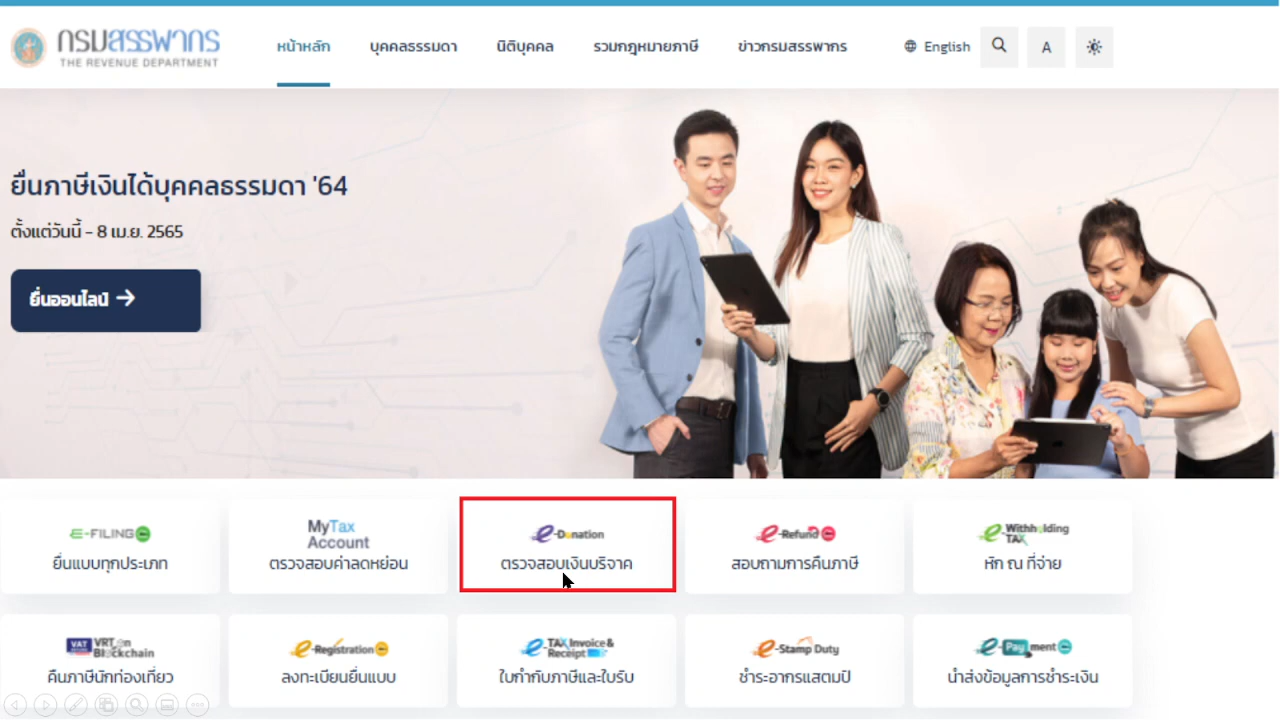 กรมสรรพากร
THE REVENUE DEPARTMENT
หน้าหลัก
บุคคลธรรมดา
นิติบุคคล
รวมกฎหมายภาษี
ข่าวกรมสรรพากร
English
A
ยื่นภาษีเงินได้บุคคลธรรมดา '64
ตั้งแต่วันนี้ - 8 เม.ย. 2565
ยื่นออนไลน์ →
E-FILING
ยื่นแบบทุกประเภท
MyTax
Account
ตรวจสอบค่าลดหย่อน
e-Donation
ตรวจสอบเงินบริจาค
e-Refund
สอบถามการคืนภาษี
e-Withholding
TAX
หัก ณ ที่จ่าย
VAT
VRT on
Blockchain
คืนภาษีนักท่องเที่ยว
e-Registration
ลงทะเบียนยื่นแบบ
e-TAX Invoice &
Receipt
ใบกำกับภาษีและใบรับ
e-Stamp Duty
ชำระอากรแสตมป์
e-Payment
นำส่งข้อมูลการชำระเงิน